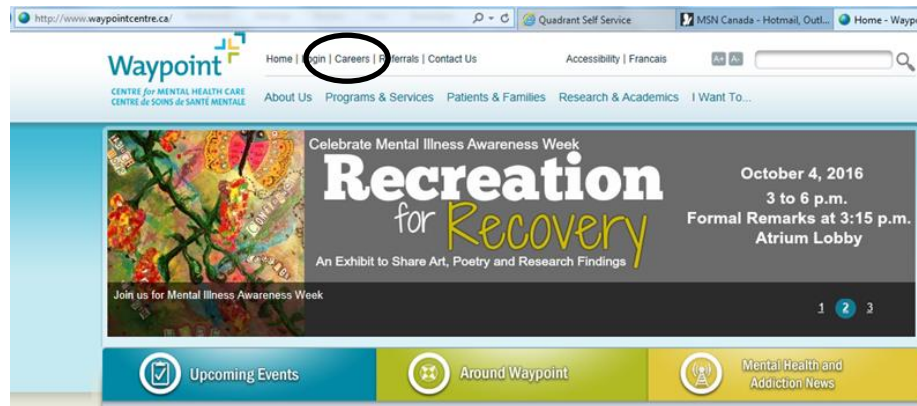 http://www.waypointcentre.ca/
Quadrant Self Service
MSN Canada - Hotmail, Outl...
Home - Wayp
Waypoint
CENTRE for MENTAL HEALTH CARE
CENTRE de SOINS de SANTÉ MENTALE
Home | Login | Careers | Referrals | Contact Us
Accessibility | Francais
A+ A-
About Us Programs & Services Patients & Families Research & Academics I Want To...
Celebrate Mental Illness Awareness Week
Recreation
for Recovery
An Exhibit to Share Art, Poetry and Research Findings
October 4, 2016
3 to 6 p.m.
Formal Remarks at 3:15 p.m.
Atrium Lobby
Join us for Mental Illness Awareness Week
1 2 3
Upcoming Events
Around Waypoint
Mental Health and
Addiction News